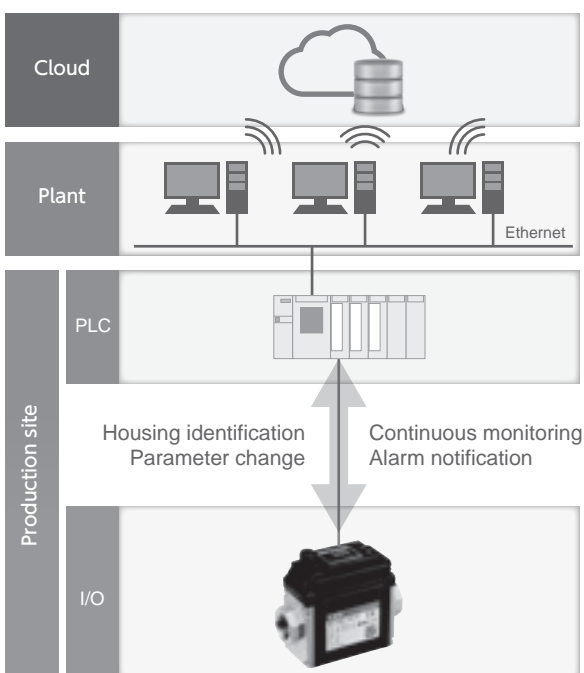 Cloud
Plant
Ethernet
Production site
PLC
Housing identification
Parameter change
Continuous monitoring
Alarm notification
I/O